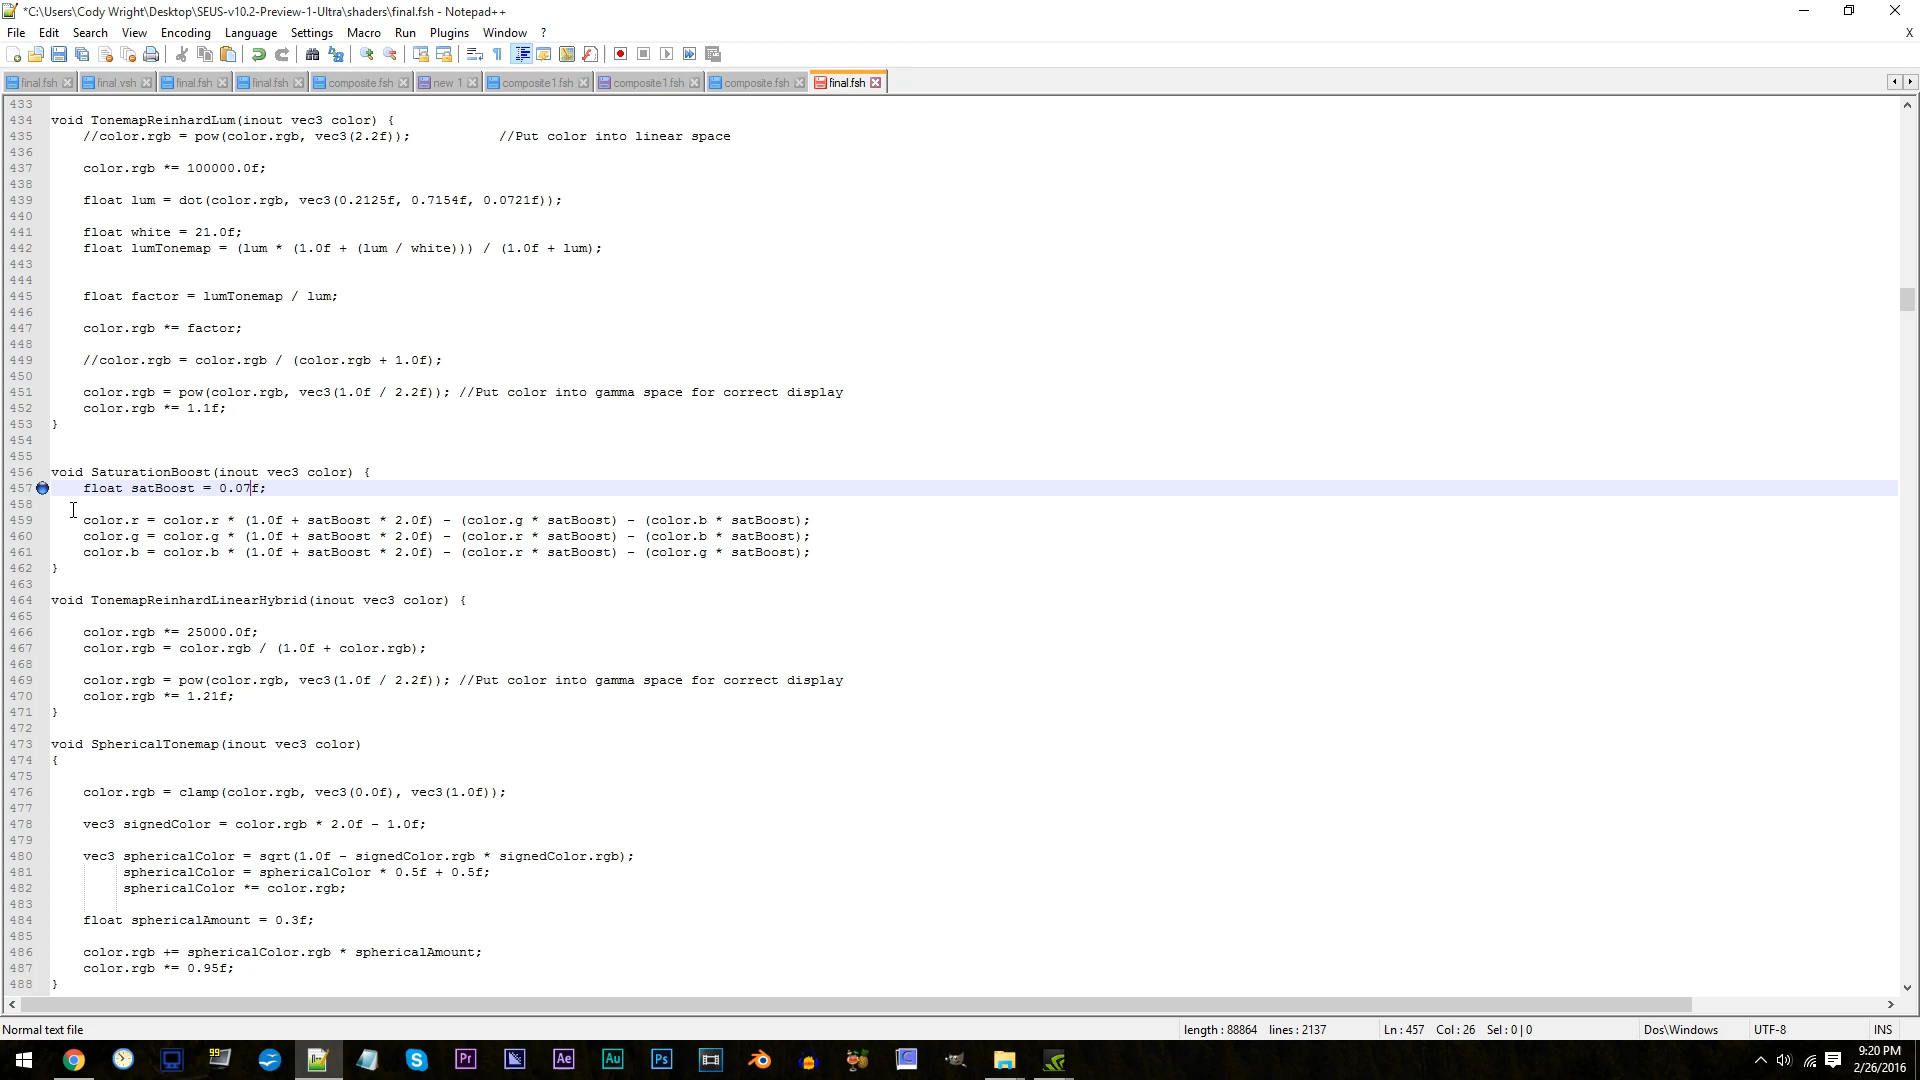 *C:\Users\Cody Wright\Desktop\SEUS-v10.2-Preview-1-Ultra\shaders\final.fsh - Notepad++
File Edit Search View Encoding Language Settings Macro Run Plugins Window ? X
final.fsh final.vsh final.fsh final.fsh composite.fsh new 1 composite1.fsh composite1.fsh composite.fsh final.fsh
433
434 void TonemapReinhardLum(inout vec3 color) {
435 //color.rgb = pow(color.rgb, vec3(2.2f)); //Put color into linear space
436
437 color.rgb *= 100000.0f;
438
439 float lum = dot(color.rgb, vec3(0.2125f, 0.7154f, 0.0721f));
440
441 float white = 21.0f;
442 float lumTonemap = (lum * (1.0f + (lum / white))) / (1.0f + lum);
443
444
445 float factor = lumTonemap / lum;
446
447 color.rgb *= factor;
448
449 //color.rgb = color.rgb / (color.rgb + 1.0f);
450
451 color.rgb = pow(color.rgb, vec3(1.0f / 2.2f)); //Put color into gamma space for correct display
452 color.rgb *= 1.1f;
453 }
454
455
456 void SaturationBoost(inout vec3 color) {
457 float satBoost = 0.07f;
458
459 color.r = color.r * (1.0f + satBoost * 2.0f) - (color.g * satBoost) - (color.b * satBoost);
460 color.g = color.g * (1.0f + satBoost * 2.0f) - (color.r * satBoost) - (color.b * satBoost);
461 color.b = color.b * (1.0f + satBoost * 2.0f) - (color.r * satBoost) - (color.g * satBoost);
462 }
463
464 void TonemapReinhardLinearHybrid(inout vec3 color) {
465
466 color.rgb *= 25000.0f;
467 color.rgb = color.rgb / (1.0f + color.rgb);
468
469 color.rgb = pow(color.rgb, vec3(1.0f / 2.2f)); //Put color into gamma space for correct display
470 color.rgb *= 1.21f;
471 }
472
473 void SphericalTonemap(inout vec3 color)
474 {
475
476 color.rgb = clamp(color.rgb, vec3(0.0f), vec3(1.0f));
477
478 vec3 signedColor = color.rgb * 2.0f - 1.0f;
479
480 vec3 sphericalColor = sqrt(1.0f - signedColor.rgb * signedColor.rgb);
481 sphericalColor = sphericalColor * 0.5f + 0.5f;
482 sphericalColor *= color.rgb;
483
484 float sphericalAmount = 0.3f;
485
486 color.rgb += sphericalColor.rgb * sphericalAmount;
487 color.rgb *= 0.95f;
488 }
Normal text file length : 88864 lines : 2137 Ln : 457 Col : 26 Sel : 0 | 0 Dos\Windows UTF-8 INS
99 Pr Ae Au Ps 9:20 PM
2/26/2016